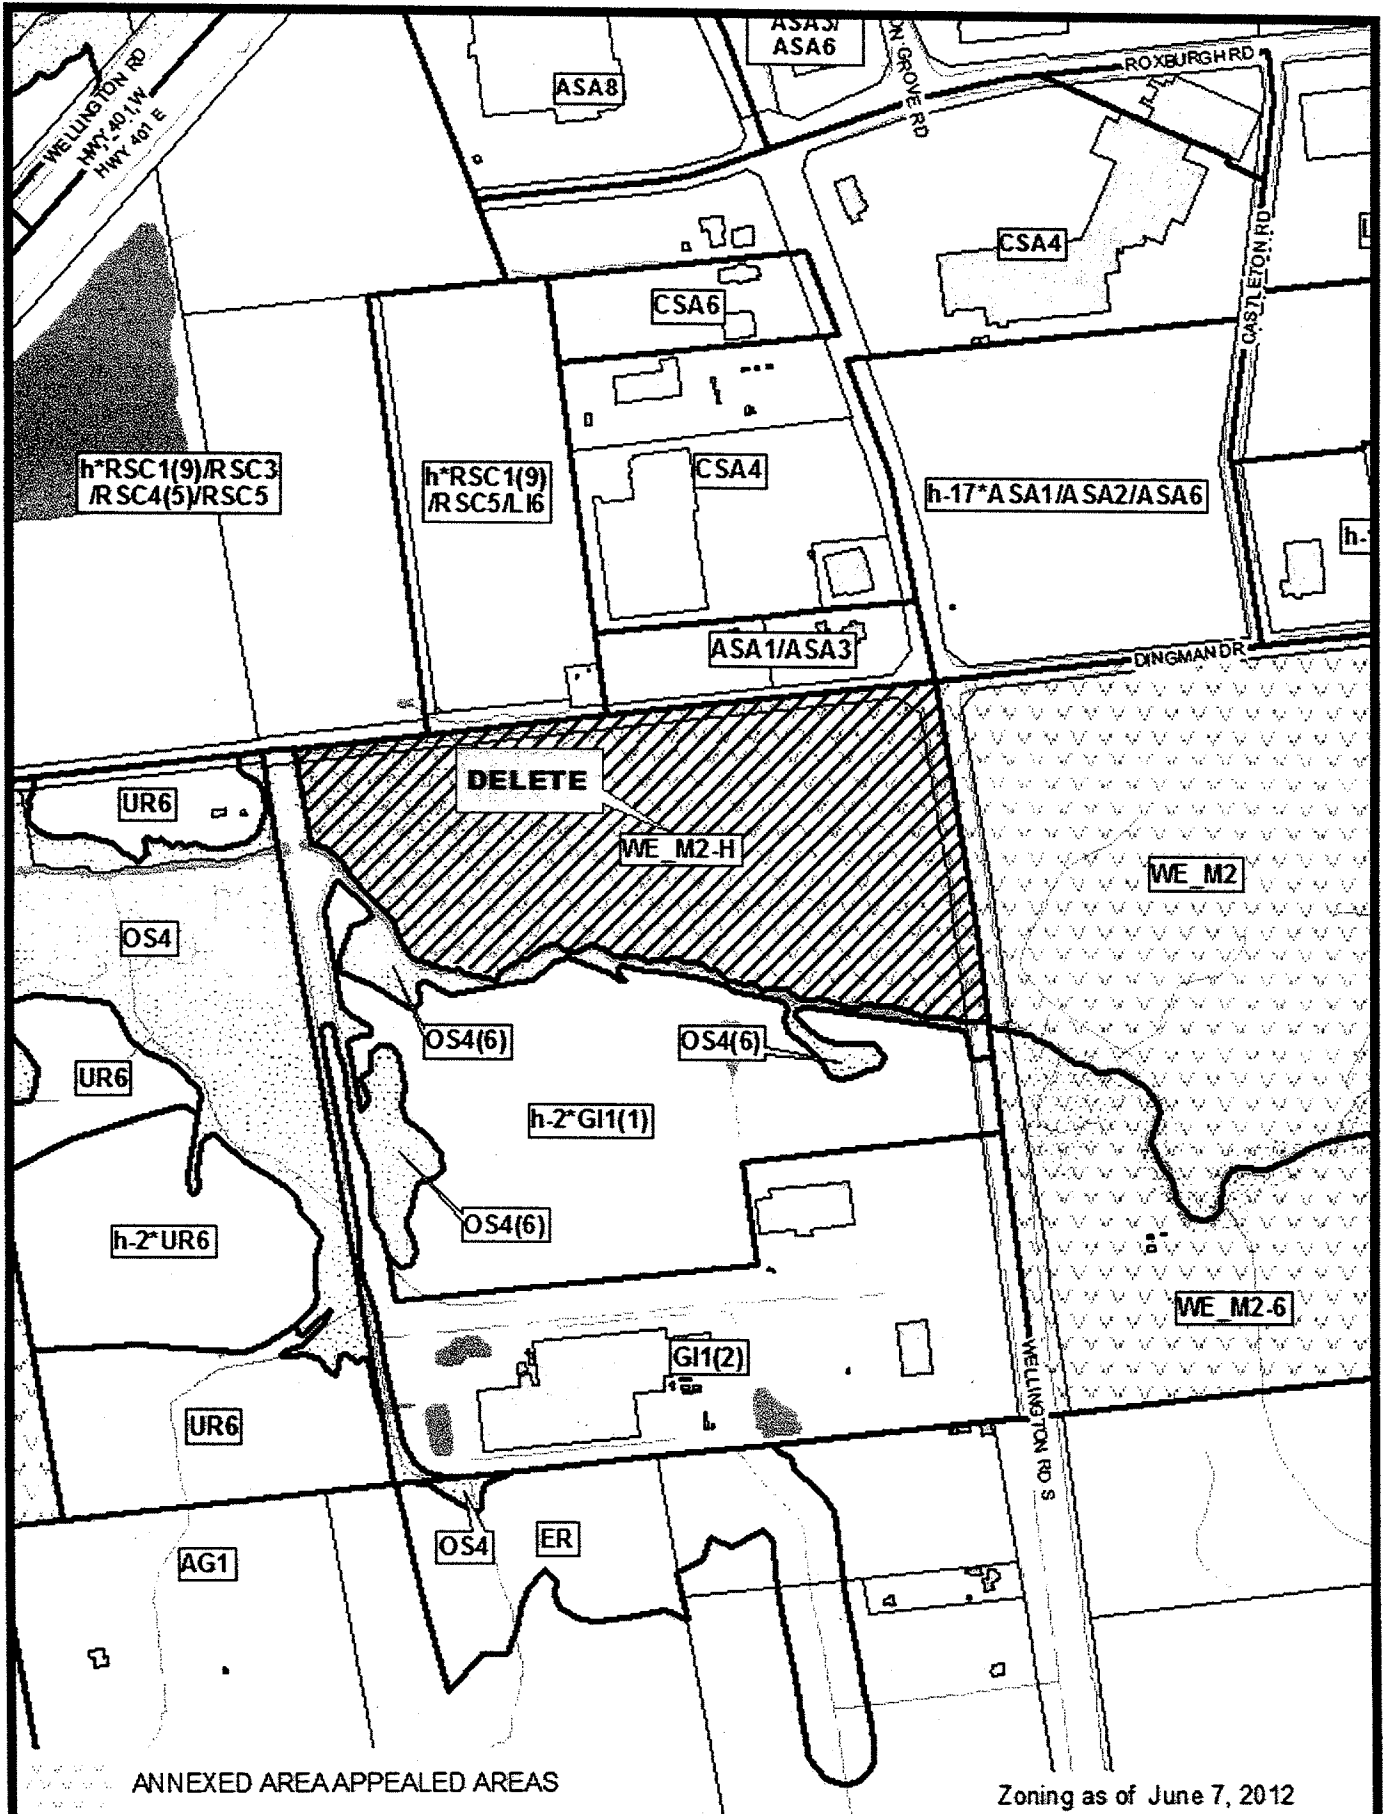 ASA3/
ASA6
ROXBURGH RD
ASA8
WELLINGTON RD
HWY 401 W
HWY 401 E
GROVE RD
CSA4
CASTLETON RD
CSA6
h*RSC1(9)/RSC3
/RSC4(5)/RSC5
h*RSC1(9)
/RSC5/LI6
CSA4
h-17*ASA1/ASA2/ASA6
h-
ASA1/ASA3
DINGMAN DR
DELETE
UR6
WE_M2-H
WE_M2
OS4
OS4(6)
OS4(6)
UR6
h-2*GI1(1)
OS4(6)
h-2*UR6
WE_M2-6
GI1(2)
WELLINGTON RD S
UR6
OS4
ER
AG1
ANNEXED AREA APPEALED AREAS
Zoning as of June 7, 2012